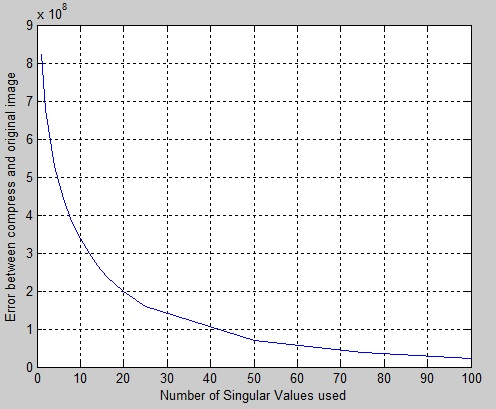 x 10^8
9
8
7
6
5
4
3
2
1
0
Error between compress and original image
0 10 20 30 40 50 60 70 80 90 100
Number of Singular Values used